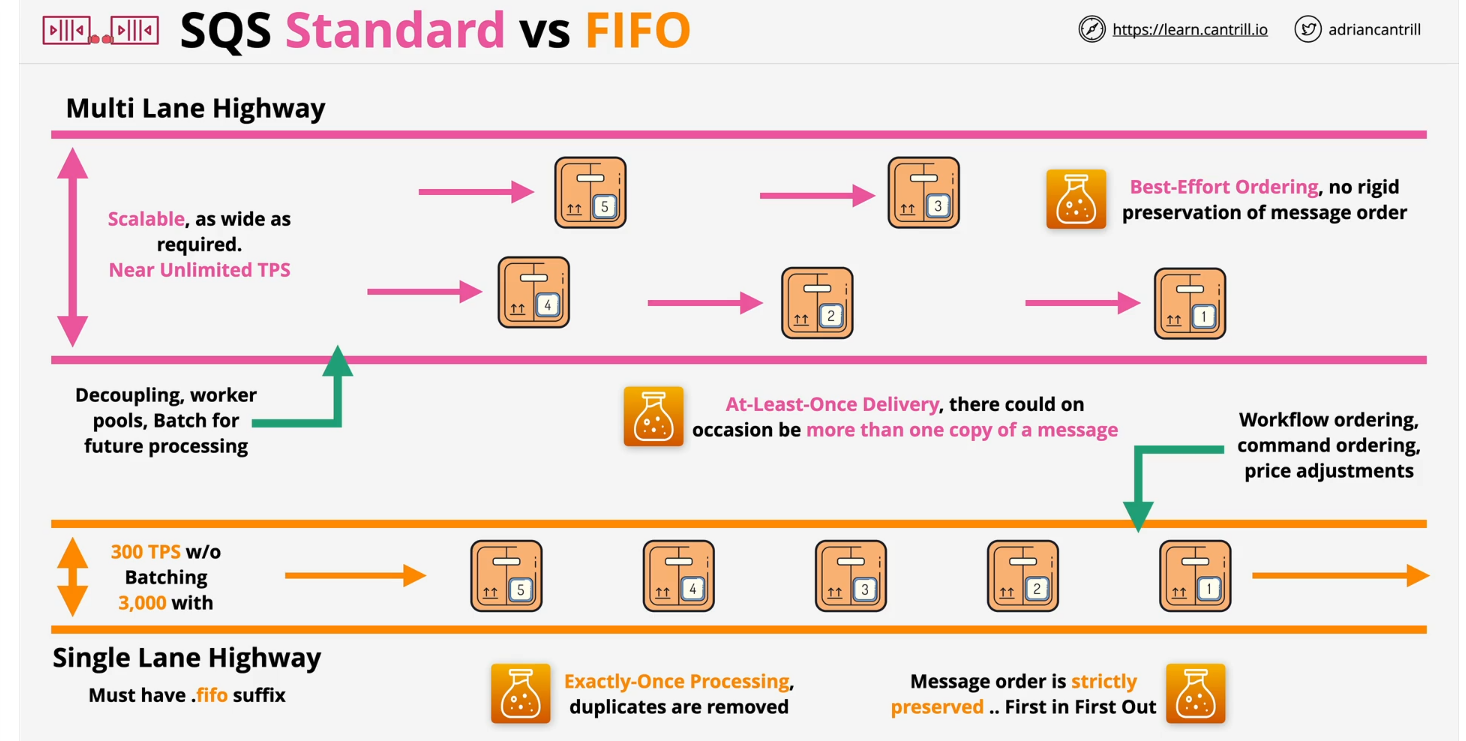 SQS Standard vs FIFO
https://learn.cantrill.io
adriancantrill
Multi Lane Highway
5
3
Best-Effort Ordering, no rigid
preservation of message order
Scalable, as wide as
required.
Near Unlimited TPS
4
2
1
Decoupling, worker
pools, Batch for
future processing
At-Least-Once Delivery, there could on
occasion be more than one copy of a message
Workflow ordering,
command ordering,
price adjustments
300 TPS w/o
Batching
3,000 with
5
4
3
2
1
Single Lane Highway
Must have .fifo suffix
Exactly-Once Processing,
duplicates are removed
Message order is strictly
preserved .. First in First Out